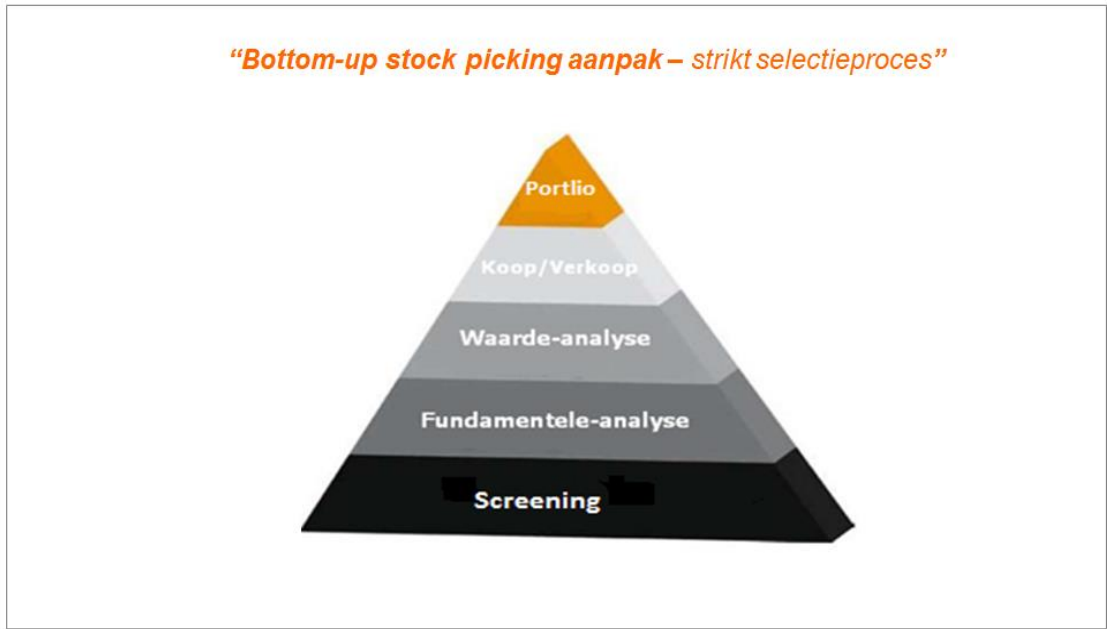 “Bottom-up stock picking aanpak – strikt selectieproces”
Portlio
Koop/Verkoop
Waarde-analyse
Fundamentele-analyse
Screening